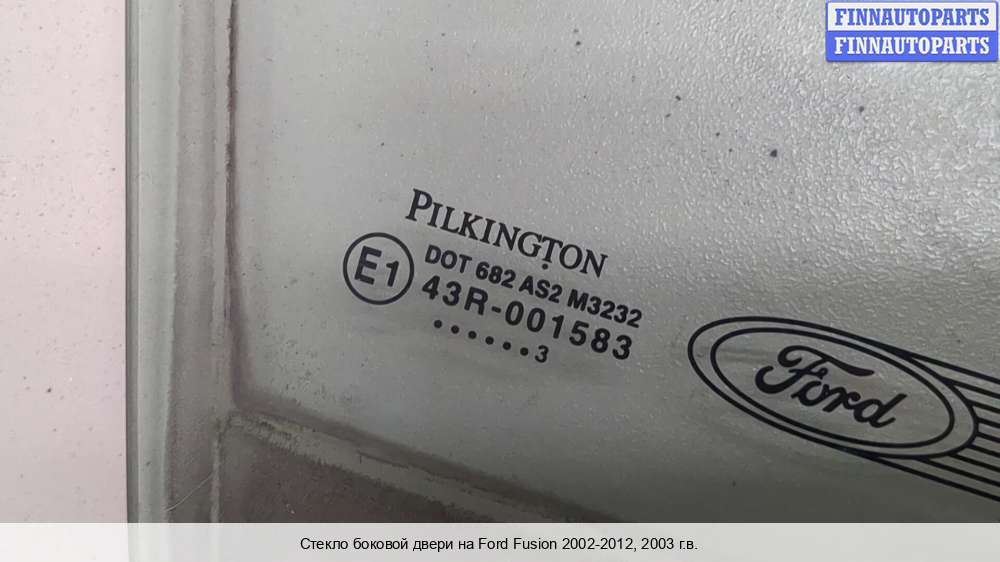 FINNAUTOPARTS
FINNAUTOPARTS
PILKINGTON
E1
DOT 682 AS2 M3232
43R-001583
......3
Ford
Стекло боковой двери на Ford Fusion 2002-2012, 2003 г.в.